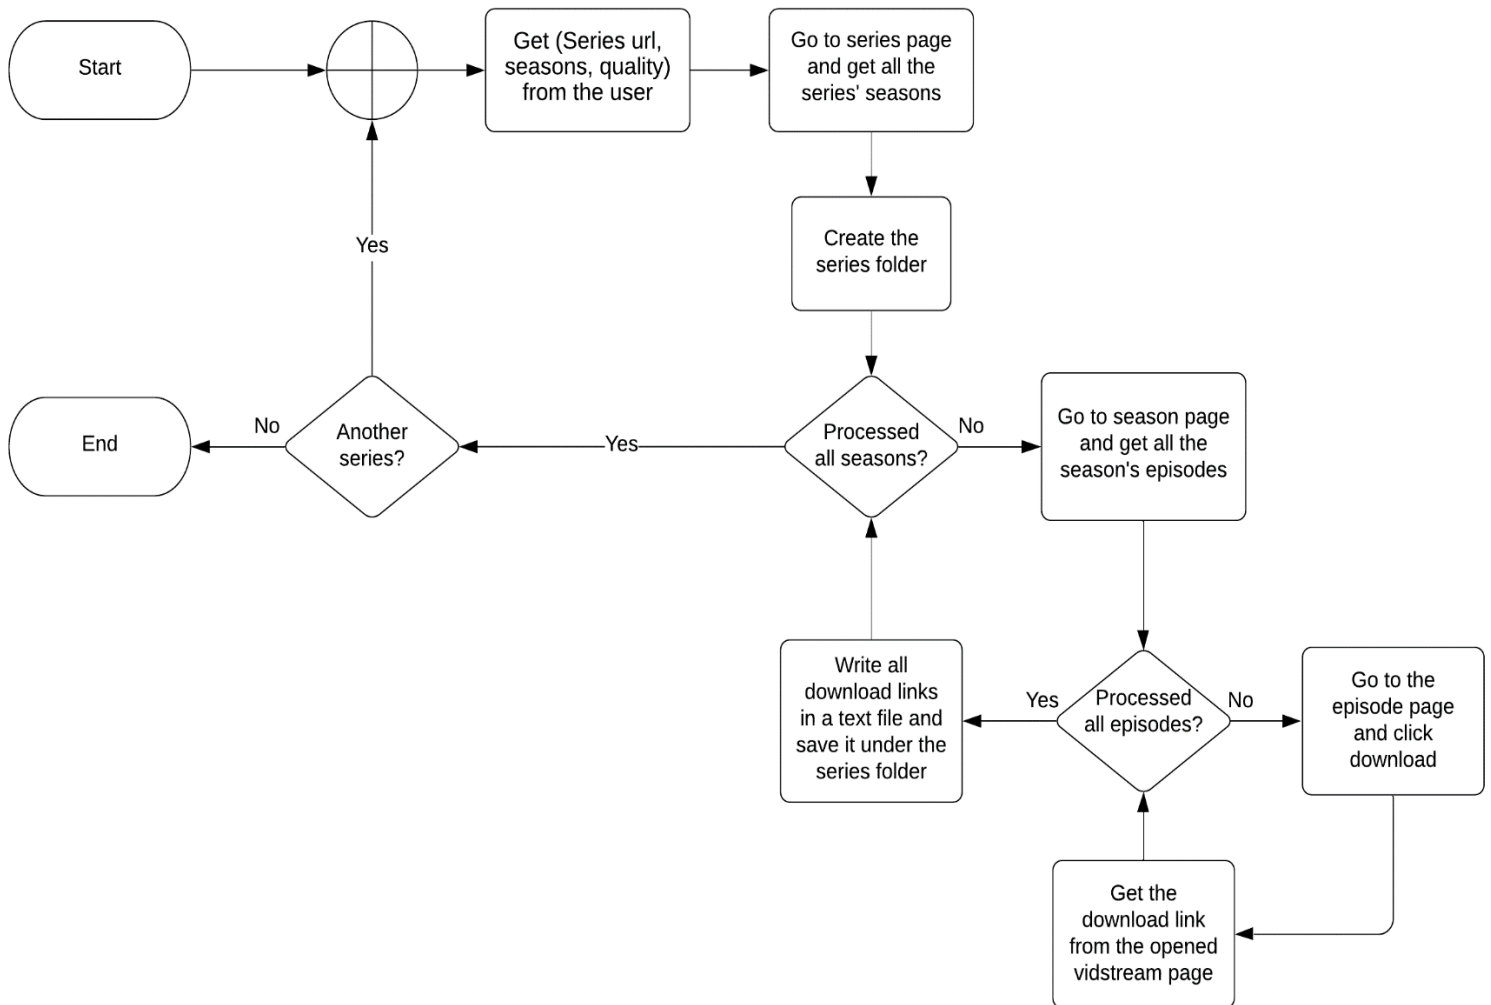 Start
Get (Series url,
seasons, quality)
from the user
Go to series page
and get all the
series' seasons
Create the
series folder
Yes
End
No
Another
series?
Yes
Processed
all seasons?
No
Go to season page
and get all the
season's episodes
Write all
download links
in a text file and
save it under the
series folder
Yes
Processed
all episodes?
No
Go to the
episode page
and click
download
Get the
download link
from the opened
vidstream page